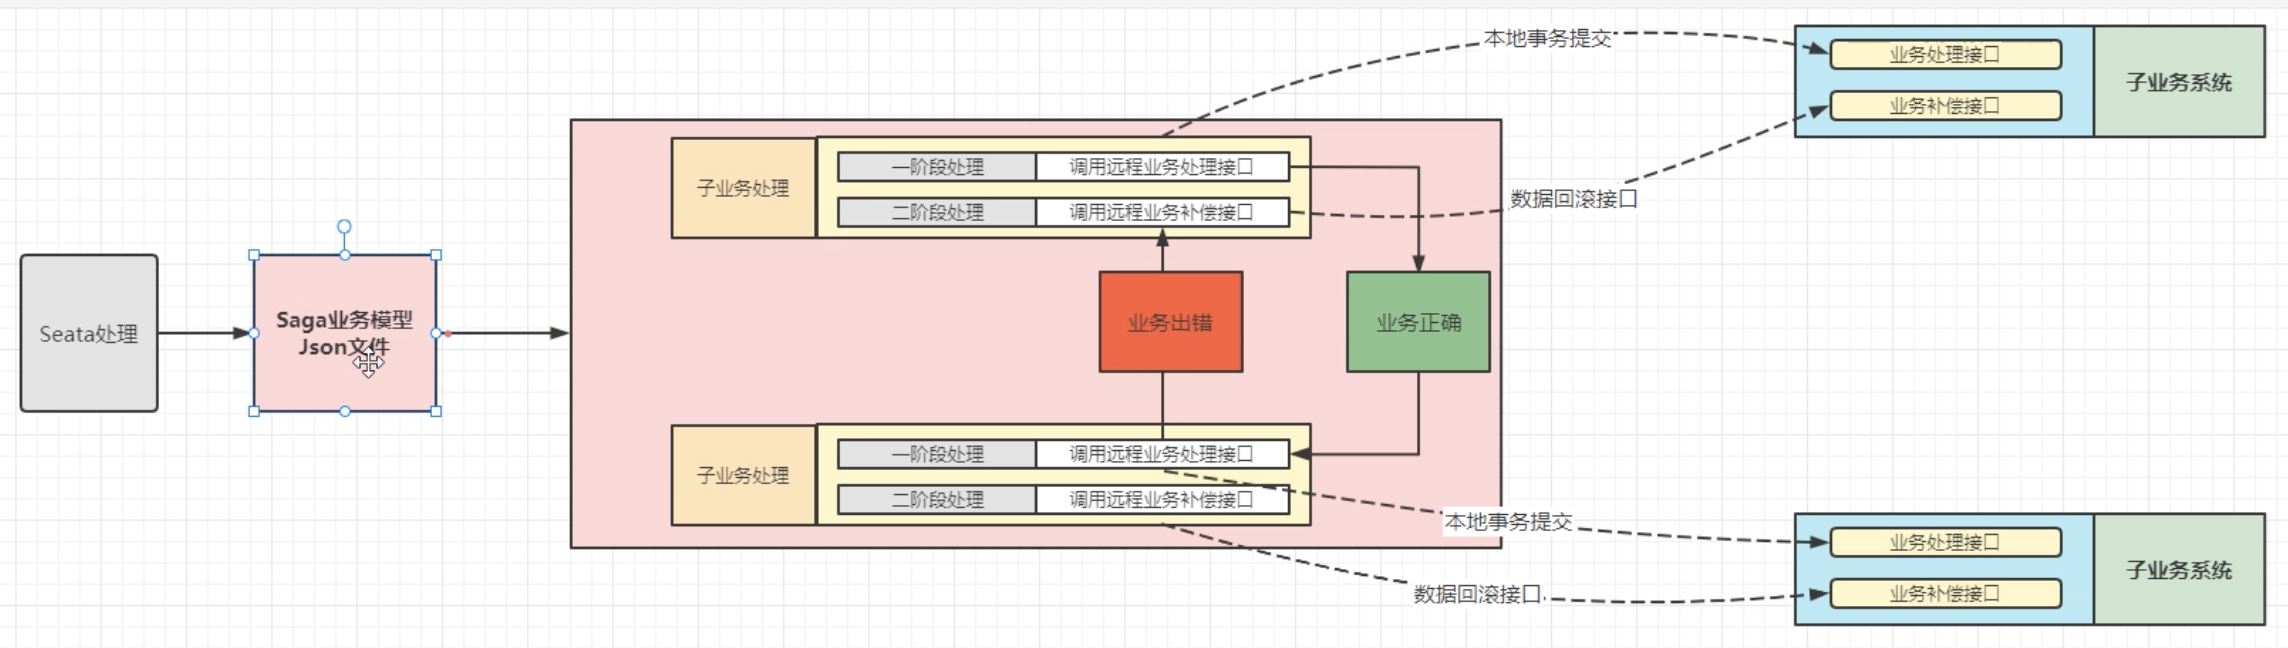 本地事务提交
业务处理接口
子业务系统
业务补偿接口
数据回滚接口
子业务处理
一阶段处理
调用远程业务处理接口
二阶段处理
调用远程业务补偿接口
Seata处理
Saga业务模型
Json文件
业务出错
业务正确
子业务处理
一阶段处理
调用远程业务处理接口
二阶段处理
调用远程业务补偿接口
本地事务提交
数据回滚接口
业务处理接口
子业务系统
业务补偿接口